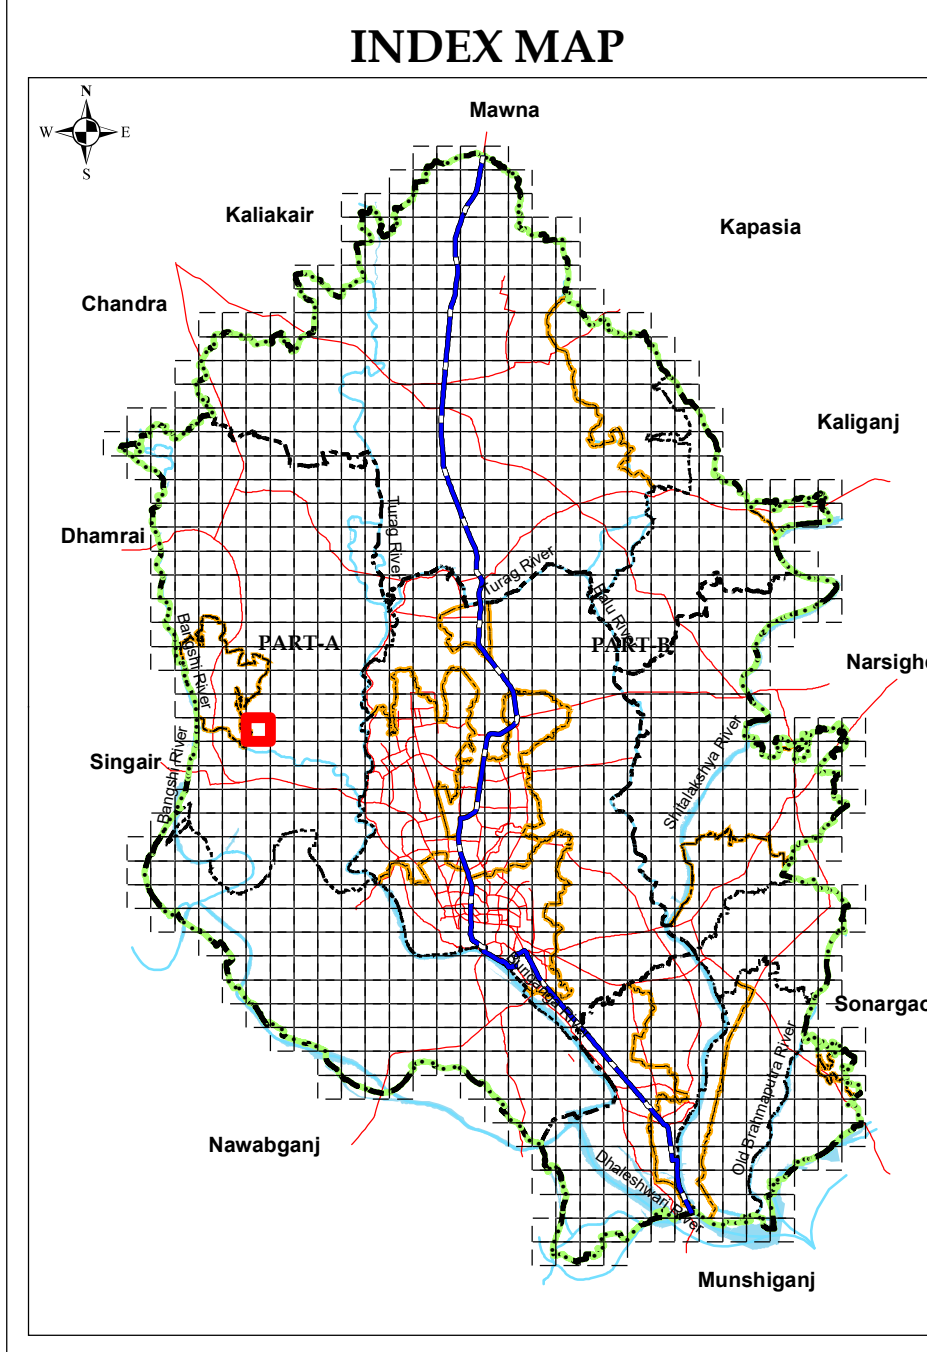 INDEX MAP
N
W E
S
Mawna
Kaliakair
Kapasia
Chandra
Kaliganj
Dhamrai
Turag River
Turag River
Balu River
Bangshi River
PART-A
PART-B
Narsighd
Singair
Bangshi River
Shitalakshya River
Buriganga River
Sonargao
Old Brahmaputra River
Nawabganj
Dhaleshwari River
Munshiganj